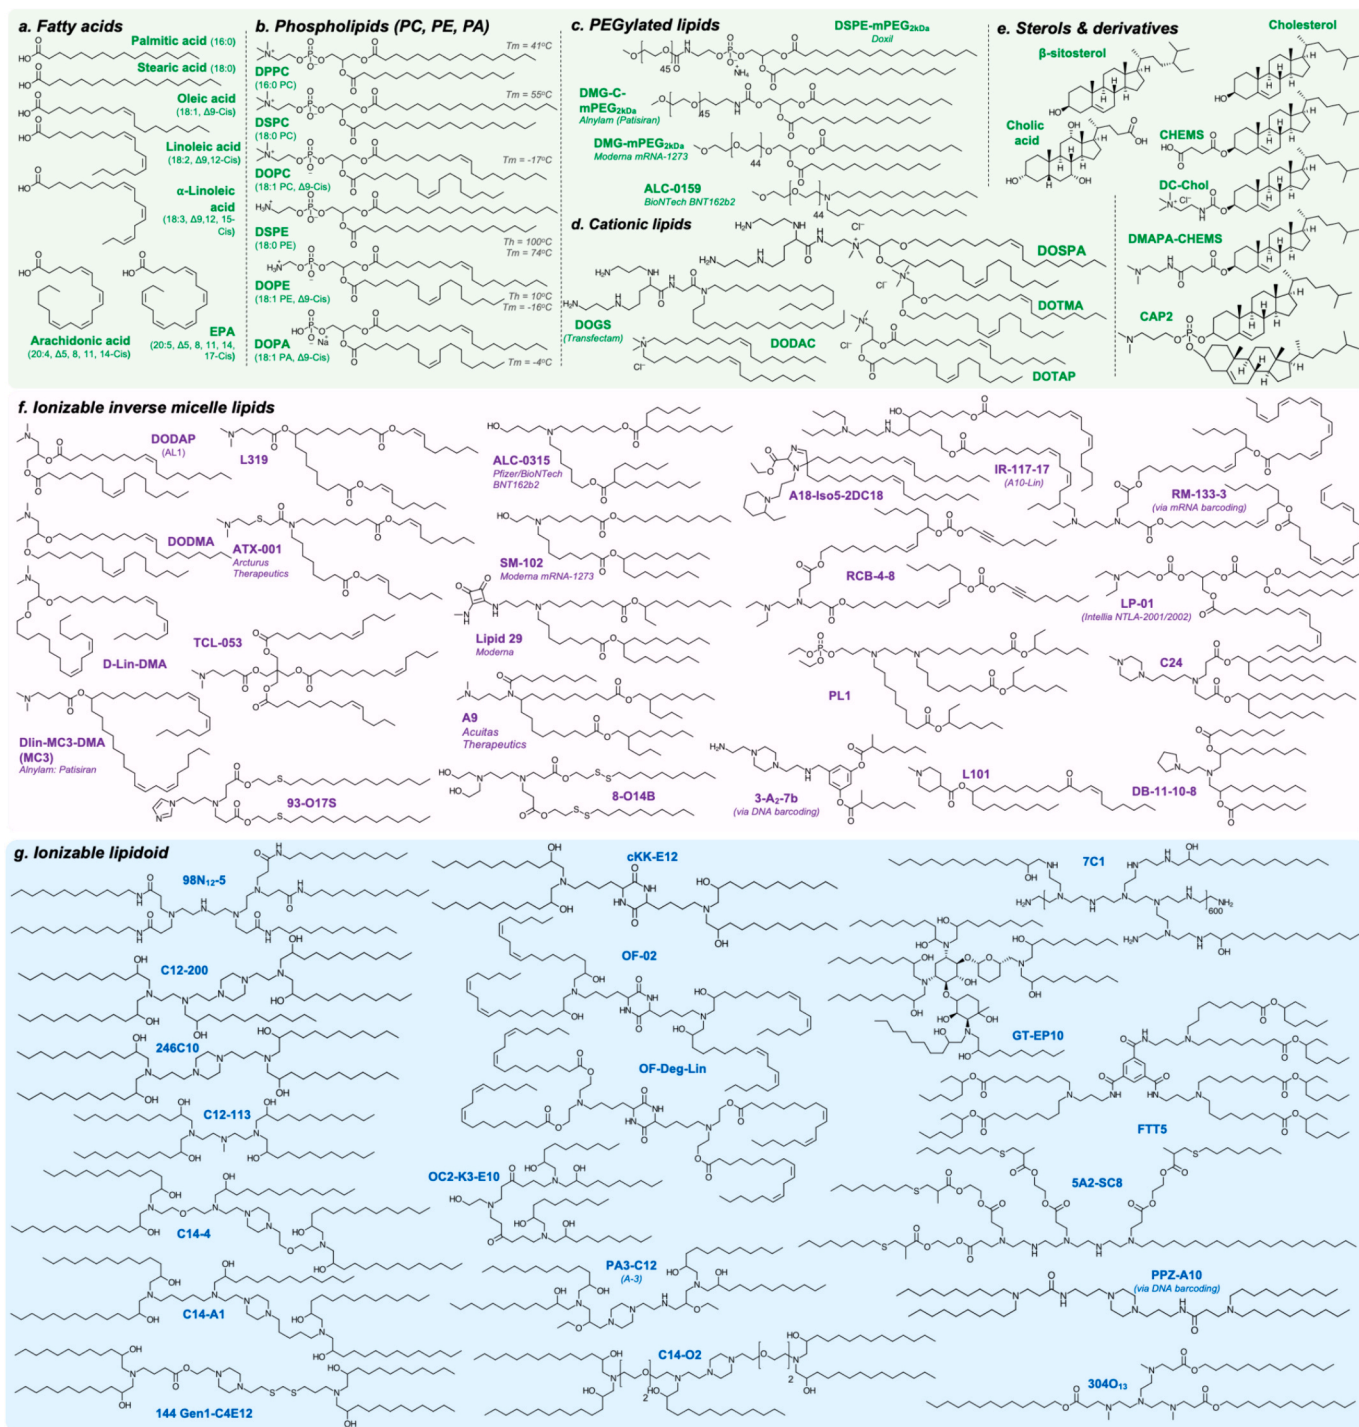 a. Fatty acids
Palmitic acid (16:0)
Stearic acid (18:0)
Oleic acid
(18:1, Δ9-Cis)
Linoleic acid
(18:2, Δ9,12-Cis)
α-Linoleic
acid
(18:3, Δ9,12, 15-
Cis)
Arachidonic acid
(20:4, Δ5, 8, 11, 14-Cis)
EPA
(20:5, Δ5, 8, 11, 14,
17-Cis)
b. Phospholipids (PC, PE, PA)
Tm = 41°C
DPPC
(16:0 PC)
Tm = 55°C
DSPC
(18:0 PC)
Tm = -17°C
DOPC
(18:1 PC, Δ9-Cis)
DSPE
(18:0 PE)
Th = 100°C
Tm = 74°C
DOPE
(18:1 PE, Δ9-Cis)
Th = 10°C
Tm = -16°C
DOPA
(18:1 PA, Δ9-Cis)
Tm = -4°C
c. PEGylated lipids
DSPE-mPEG2kDa
Doxil
DMG-C-
mPEG2kDa
Alnylam (Patisiran)
DMG-mPEG2kDa
Moderna mRNA-1273
ALC-0159
BioNTech BNT162b2
d. Cationic lipids
DOSPA
DOTMA
DOGS
(Transfectam)
DODAC
DOTAP
e. Sterols & derivatives
Cholesterol
β-sitosterol
Cholic
acid
CHEMS
DC-Chol
DMAPA-CHEMS
CAP2
f. Ionizable inverse micelle lipids
DODAP
(AL1)
L319
ALC-0315
Pfizer/BioNTech
BNT162b2
A18-Iso5-2DC18
IR-117-17
(A10-Lin)
RM-133-3
(via mRNA barcoding)
DODMA
ATX-001
Arcturus
Therapeutics
SM-102
Moderna mRNA-1273
RCB-4-8
LP-01
(Intellia NTLA-2001/2002)
D-Lin-DMA
TCL-053
Lipid 29
Moderna
PL1
C24
Dlin-MC3-DMA
(MC3)
Alnylam: Patisiran
A9
Acuitas
Therapeutics
93-O17S
8-O14B
3-A2-7b
(via DNA barcoding)
L101
DB-11-10-8
g. Ionizable lipidoid
98N12-5
cKK-E12
7C1
C12-200
OF-02
GT-EP10
246C10
OF-Deg-Lin
C12-113
FTT5
OC2-K3-E10
5A2-SC8
C14-4
PA3-C12
(A-3)
PPZ-A10
(via DNA barcoding)
C14-A1
C14-O2
304O13
144 Gen1-C4E12